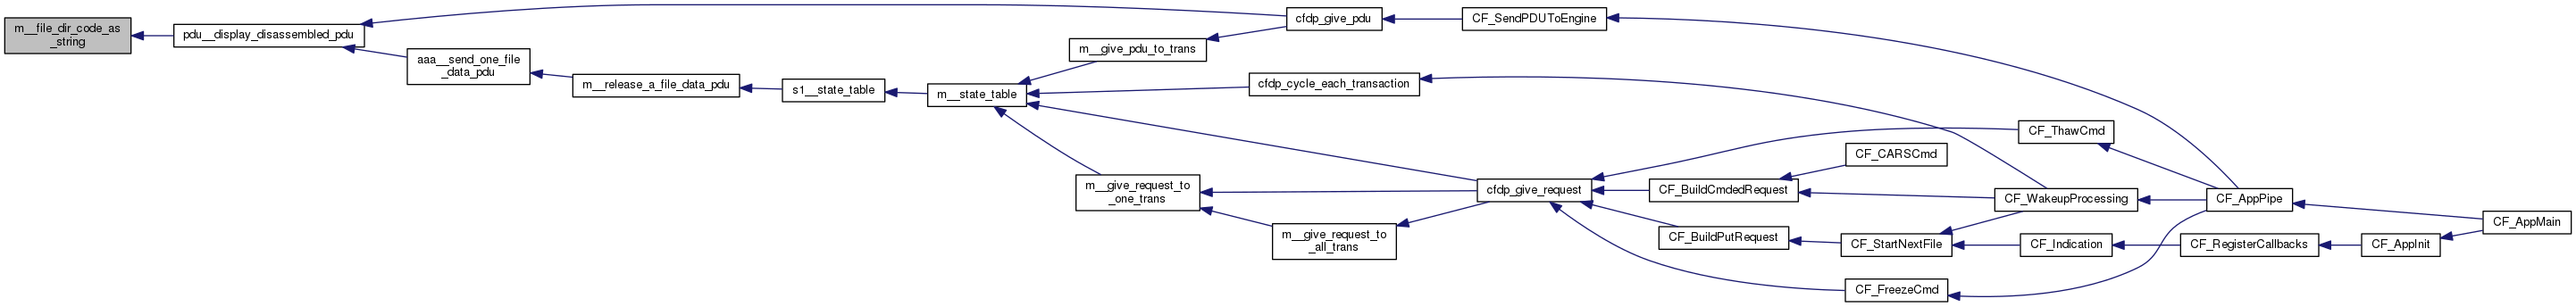 m__file_dir_code_as
_string
pdu__display_disassembled_pdu
aaa__send_one_file
_data_pdu
m__release_a_file_data_pdu
s1__state_table
m__state_table
m__give_pdu_to_trans
cfdp_give_pdu
CF_SendPDUToEngine
cfdp_cycle_each_transaction
m__give_request_to
_one_trans
m__give_request_to
_all_trans
cfdp_give_request
CF_ThawCmd
CF_CARSCmd
CF_BuildCmdedRequest
CF_BuildPutRequest
CF_StartNextFile
CF_FreezeCmd
CF_WakeupProcessing
CF_Indication
CF_RegisterCallbacks
CF_AppPipe
CF_AppInit
CF_AppMain